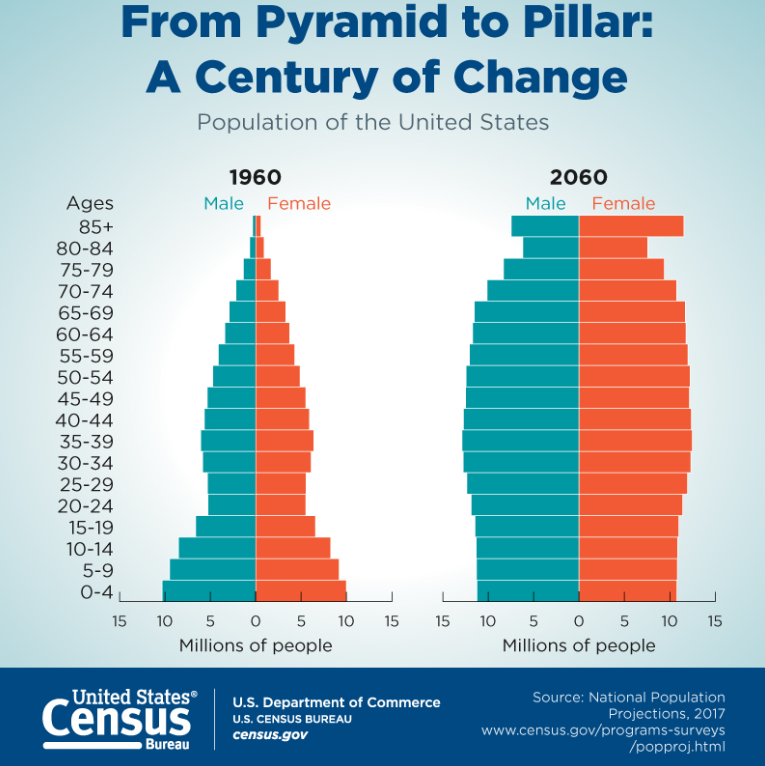 From Pyramid to Pillar:
A Century of Change
Population of the United States
1960
2060
Ages
Male Female
Male Female
85+
80-84
75-79
70-74
65-69
60-64
55-59
50-54
45-49
40-44
35-39
30-34
25-29
20-24
15-19
10-14
5-9
0-4
15 10 5 0 5 10 15
15 10 5 0 5 10 15
Millions of people
Millions of people
United States®
Census
Bureau
U.S. Department of Commerce
U.S. CENSUS BUREAU
census.gov
Source: National Population
Projections, 2017
www.census.gov/programs-surveys
/popproj.html